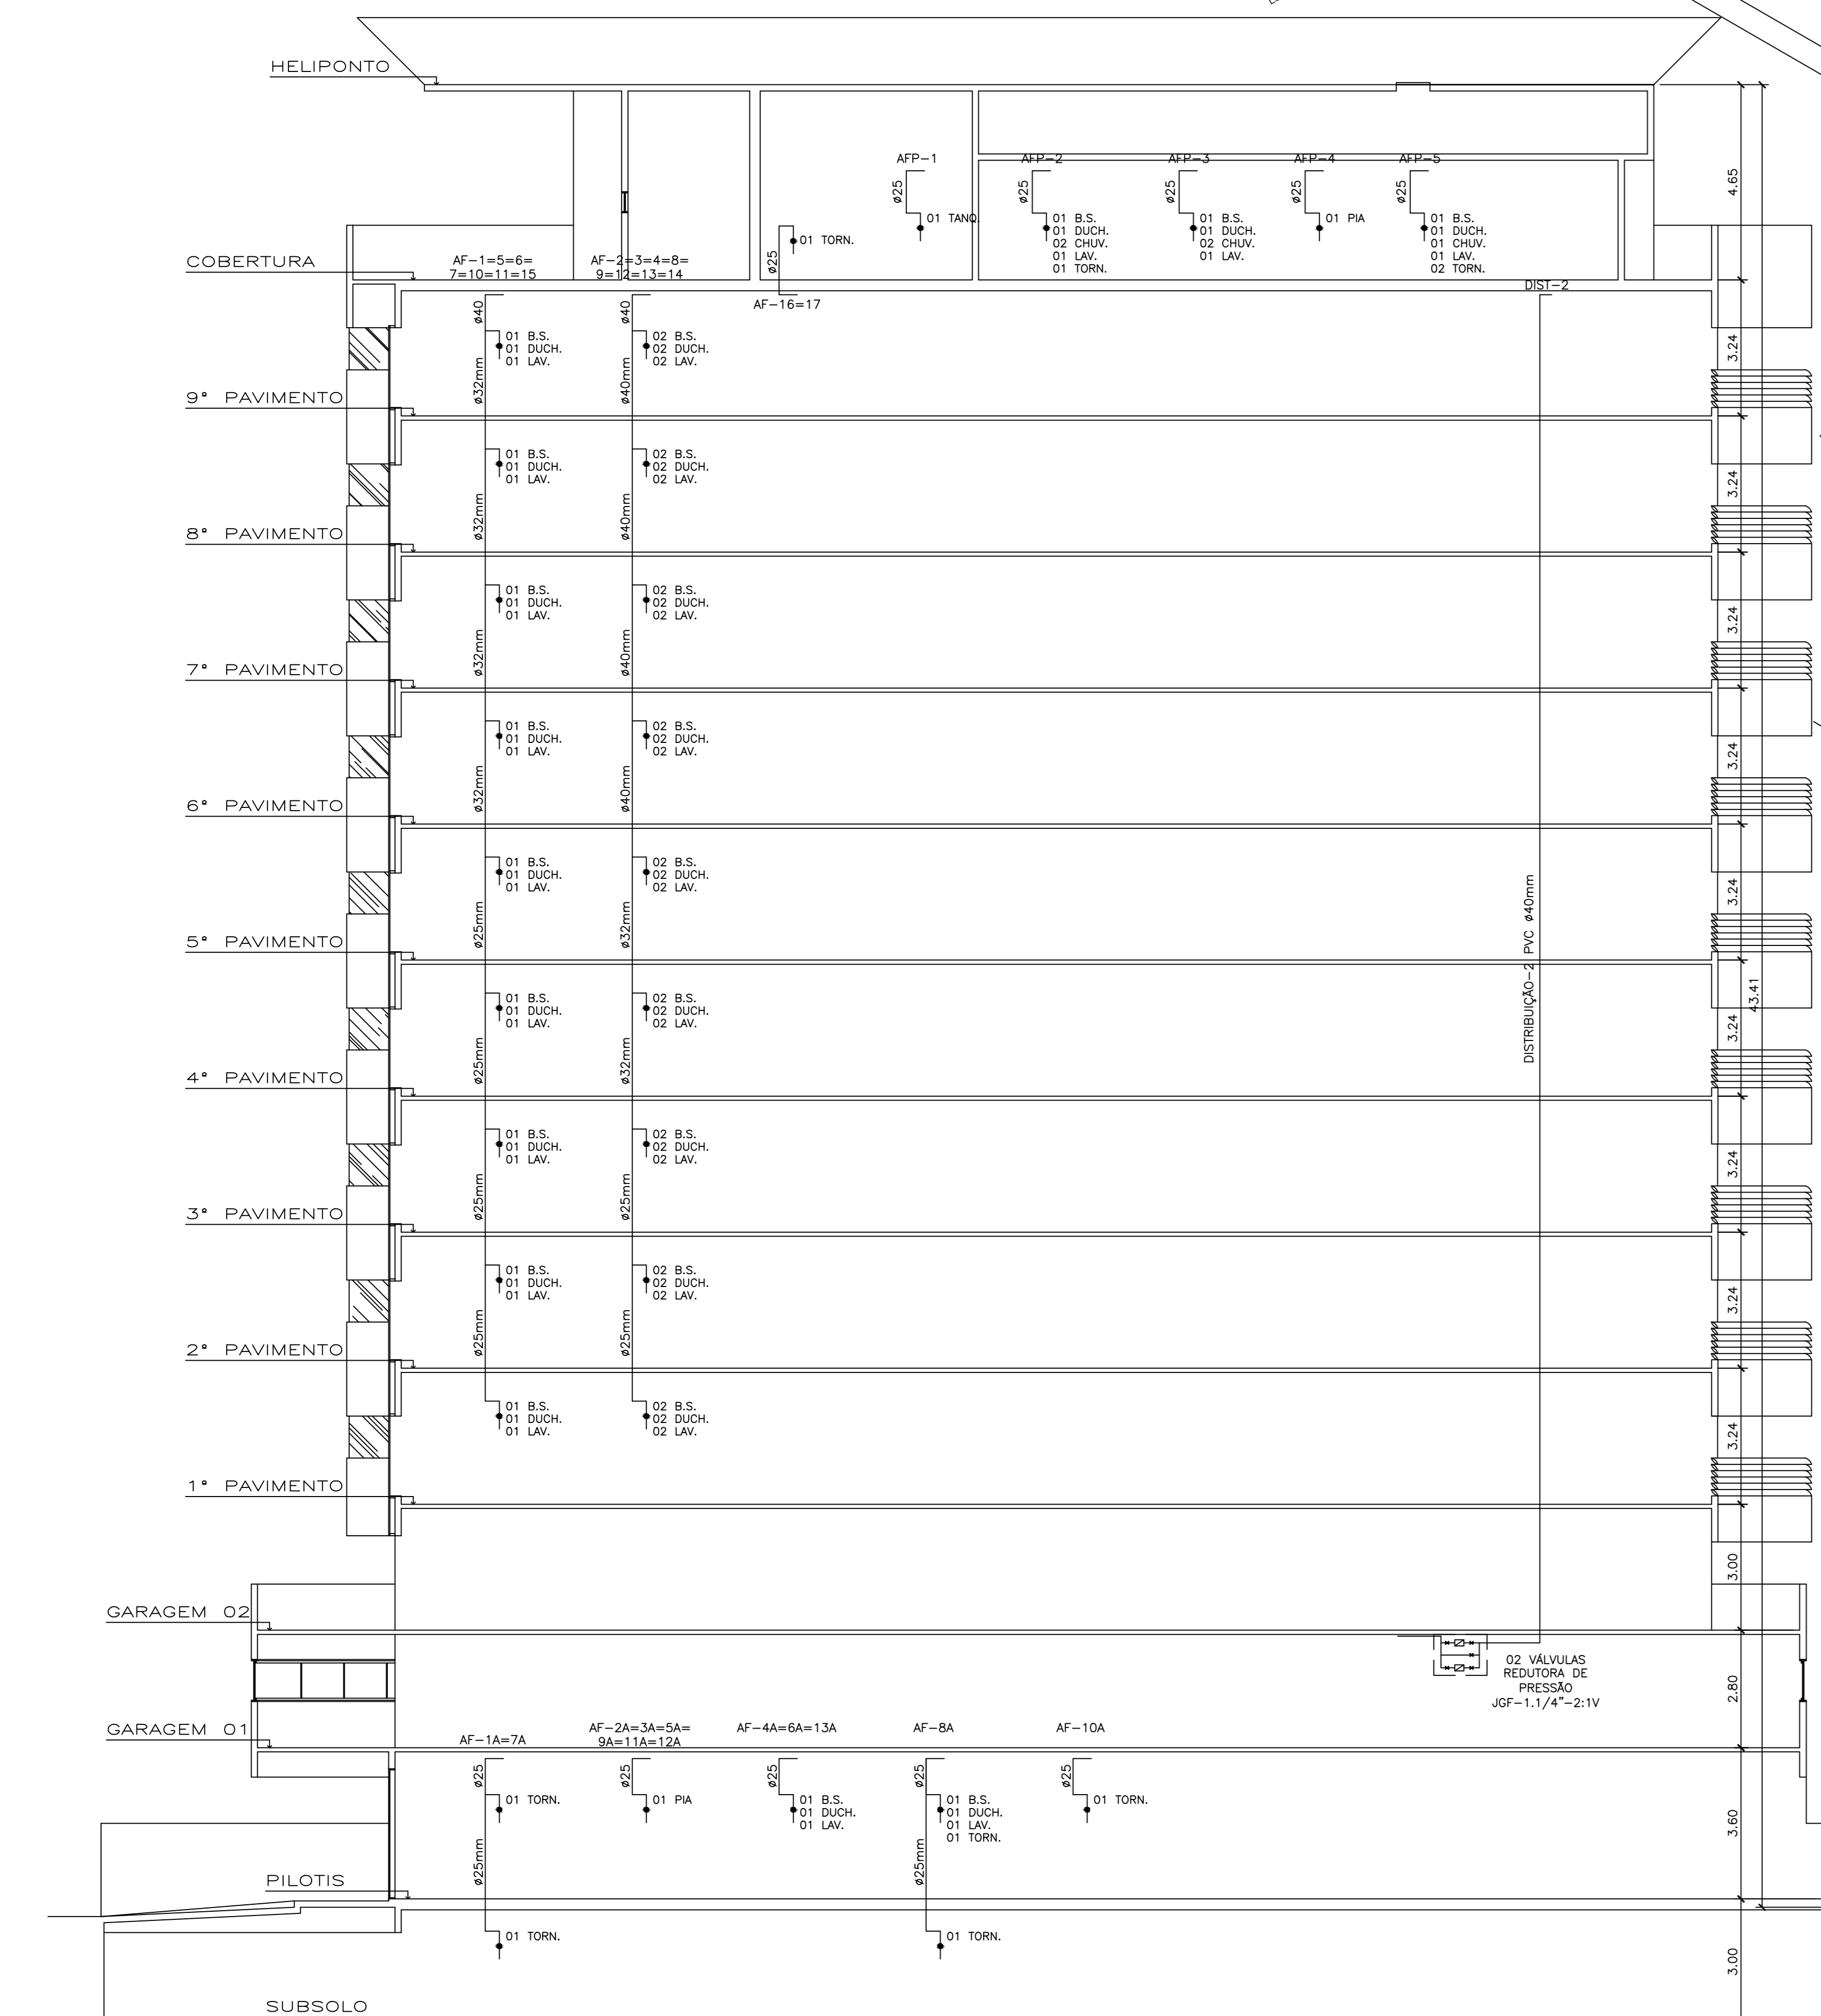 HELIPONTO
4.65
AFP-1
ø25
01 TANQ.
AFP-2
ø25
01 B.S.
01 DUCH.
02 CHUV.
01 LAV.
01 TORN.
AFP-3
ø25
01 B.S.
01 DUCH.
02 CHUV.
01 LAV.
AFP-4
ø25
01 PIA
AFP-5
ø25
01 B.S.
01 DUCH.
01 CHUV.
01 LAV.
02 TORN.
01 TORN.
ø25
AF-16=17
COBERTURA
AF-1=5=6=
7=10=11=15
AF-2=3=4=8=
9=12=13=14
DIST-2
ø40
01 B.S.
01 DUCH.
01 LAV.
ø32mm
ø40
02 B.S.
02 DUCH.
02 LAV.
ø40mm
3.24
9ª PAVIMENTO
01 B.S.
01 DUCH.
01 LAV.
ø32mm
02 B.S.
02 DUCH.
02 LAV.
ø40mm
3.24
8ª PAVIMENTO
01 B.S.
01 DUCH.
01 LAV.
ø32mm
02 B.S.
02 DUCH.
02 LAV.
ø40mm
3.24
7ª PAVIMENTO
01 B.S.
01 DUCH.
01 LAV.
ø32mm
02 B.S.
02 DUCH.
02 LAV.
ø40mm
3.24
6ª PAVIMENTO
01 B.S.
01 DUCH.
01 LAV.
ø25mm
02 B.S.
02 DUCH.
02 LAV.
ø32mm
DISTRIBUIÇÃO-2 PVC ø40mm
3.24
43.41
5ª PAVIMENTO
01 B.S.
01 DUCH.
01 LAV.
ø25mm
02 B.S.
02 DUCH.
02 LAV.
ø32mm
3.24
4ª PAVIMENTO
01 B.S.
01 DUCH.
01 LAV.
ø25mm
02 B.S.
02 DUCH.
02 LAV.
ø25mm
3.24
3ª PAVIMENTO
01 B.S.
01 DUCH.
01 LAV.
ø25mm
02 B.S.
02 DUCH.
02 LAV.
ø25mm
3.24
2ª PAVIMENTO
01 B.S.
01 DUCH.
01 LAV.
02 B.S.
02 DUCH.
02 LAV.
3.24
1ª PAVIMENTO
3.00
GARAGEM 02
02 VÁLVULAS
REDUTORA DE
PRESSÃO
JGF-1.1/4"-2:1V
2.80
GARAGEM 01
AF-1A=7A
ø25
01 TORN.
ø25mm
01 TORN.
AF-2A=3A=5A=
9A=11A=12A
ø25
01 PIA
AF-4A=6A=13A
ø25
01 B.S.
01 DUCH.
01 LAV.
AF-8A
ø25
01 B.S.
01 DUCH.
01 LAV.
01 TORN.
ø25mm
01 TORN.
AF-10A
ø25
01 TORN.
3.60
PILOTIS
3.00
SUBSOLO